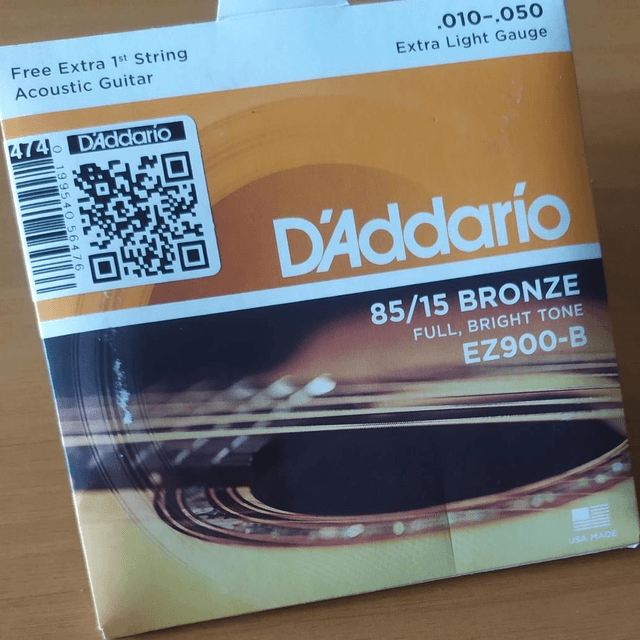 Free Extra 1st String
Acoustic Guitar
.010–.050
Extra Light Gauge
474
D'Addario
0 19954 05647 6
D'Addario
85/15 BRONZE
FULL, BRIGHT TONE
EZ900-B
USA MADE